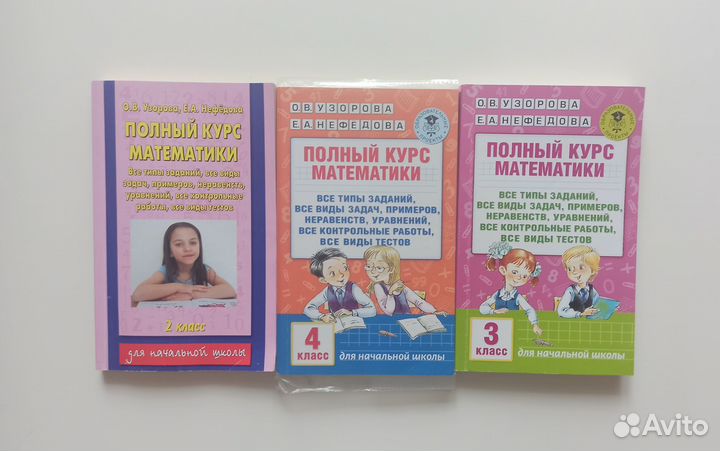 О.В. Узорова, Е.А. Нефёдова
ПОЛНЫЙ КУРС
МАТЕМАТИКИ
Все типы заданий, все виды
задач, примеров, неравенств,
уравнений, все контрольные
работы, все виды тестов
2 класс
для начальной школы
О.В.УЗОРОВА
Е.А.НЕФЕДОВА
ПОЛНЫЙ КУРС
МАТЕМАТИКИ
ВСЕ ТИПЫ ЗАДАНИЙ,
ВСЕ ВИДЫ ЗАДАЧ, ПРИМЕРОВ,
НЕРАВЕНСТВ, УРАВНЕНИЙ,
ВСЕ КОНТРОЛЬНЫЕ РАБОТЫ,
ВСЕ ВИДЫ ТЕСТОВ
4
класс
для начальной школы
О.В.УЗОРОВА
Е.А.НЕФЕДОВА
ПОЛНЫЙ КУРС
МАТЕМАТИКИ
ВСЕ ТИПЫ ЗАДАНИЙ,
ВСЕ ВИДЫ ЗАДАЧ, ПРИМЕРОВ,
НЕРАВЕНСТВ, УРАВНЕНИЙ,
ВСЕ КОНТРОЛЬНЫЕ РАБОТЫ,
ВСЕ ВИДЫ ТЕСТОВ
3
класс
для начальной школы
Avito